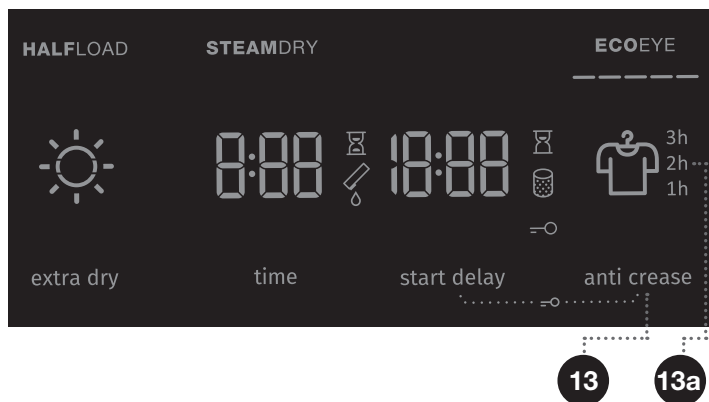 HALFLOAD STEAMDRY ECOEYE
8:88 18:88 3h
2h
1h
extra dry time start delay anti crease
13 13a